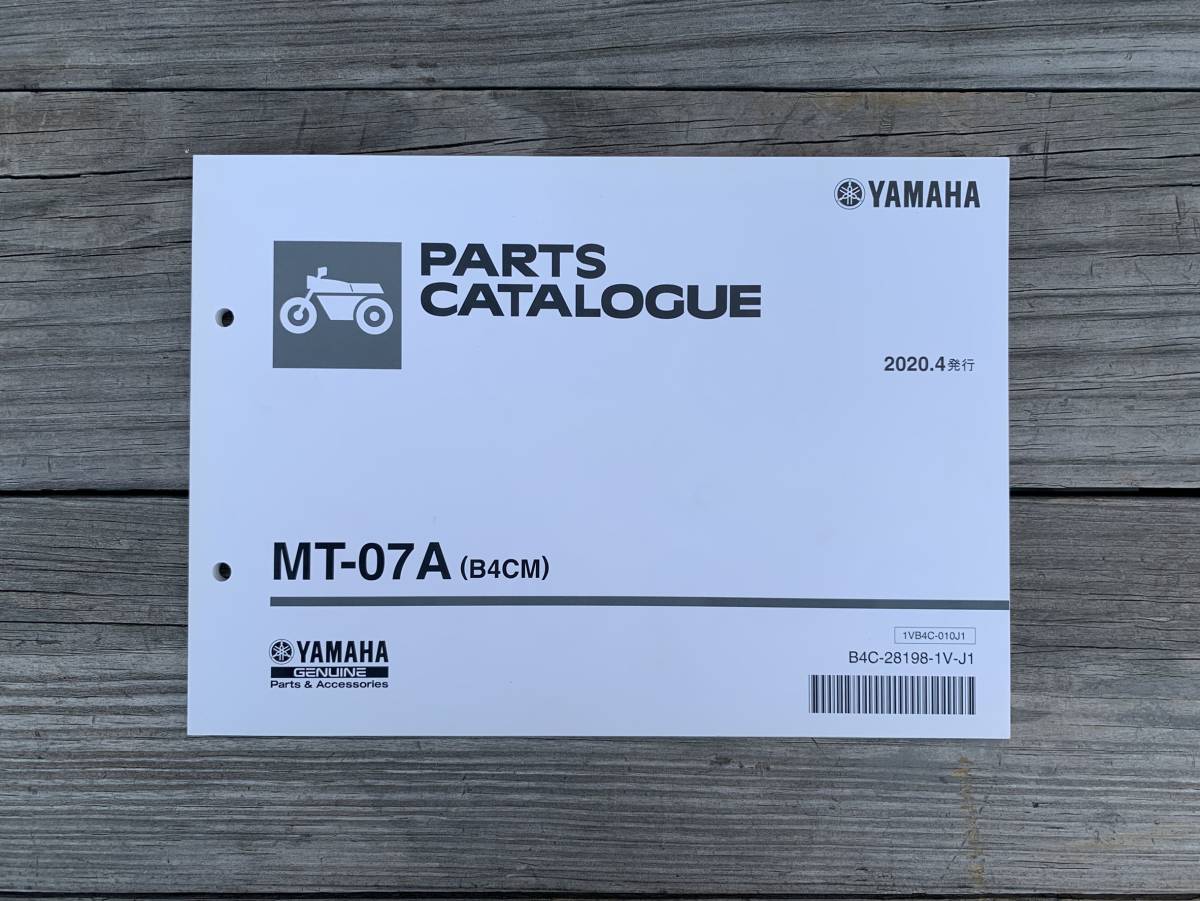 YAMAHA
PARTS
CATALOGUE
2020.4発行
MT-07A (B4CM)
YAMAHA
GENUINE
Parts & Accessories
1VB4C-010J1
B4C-28198-1V-J1